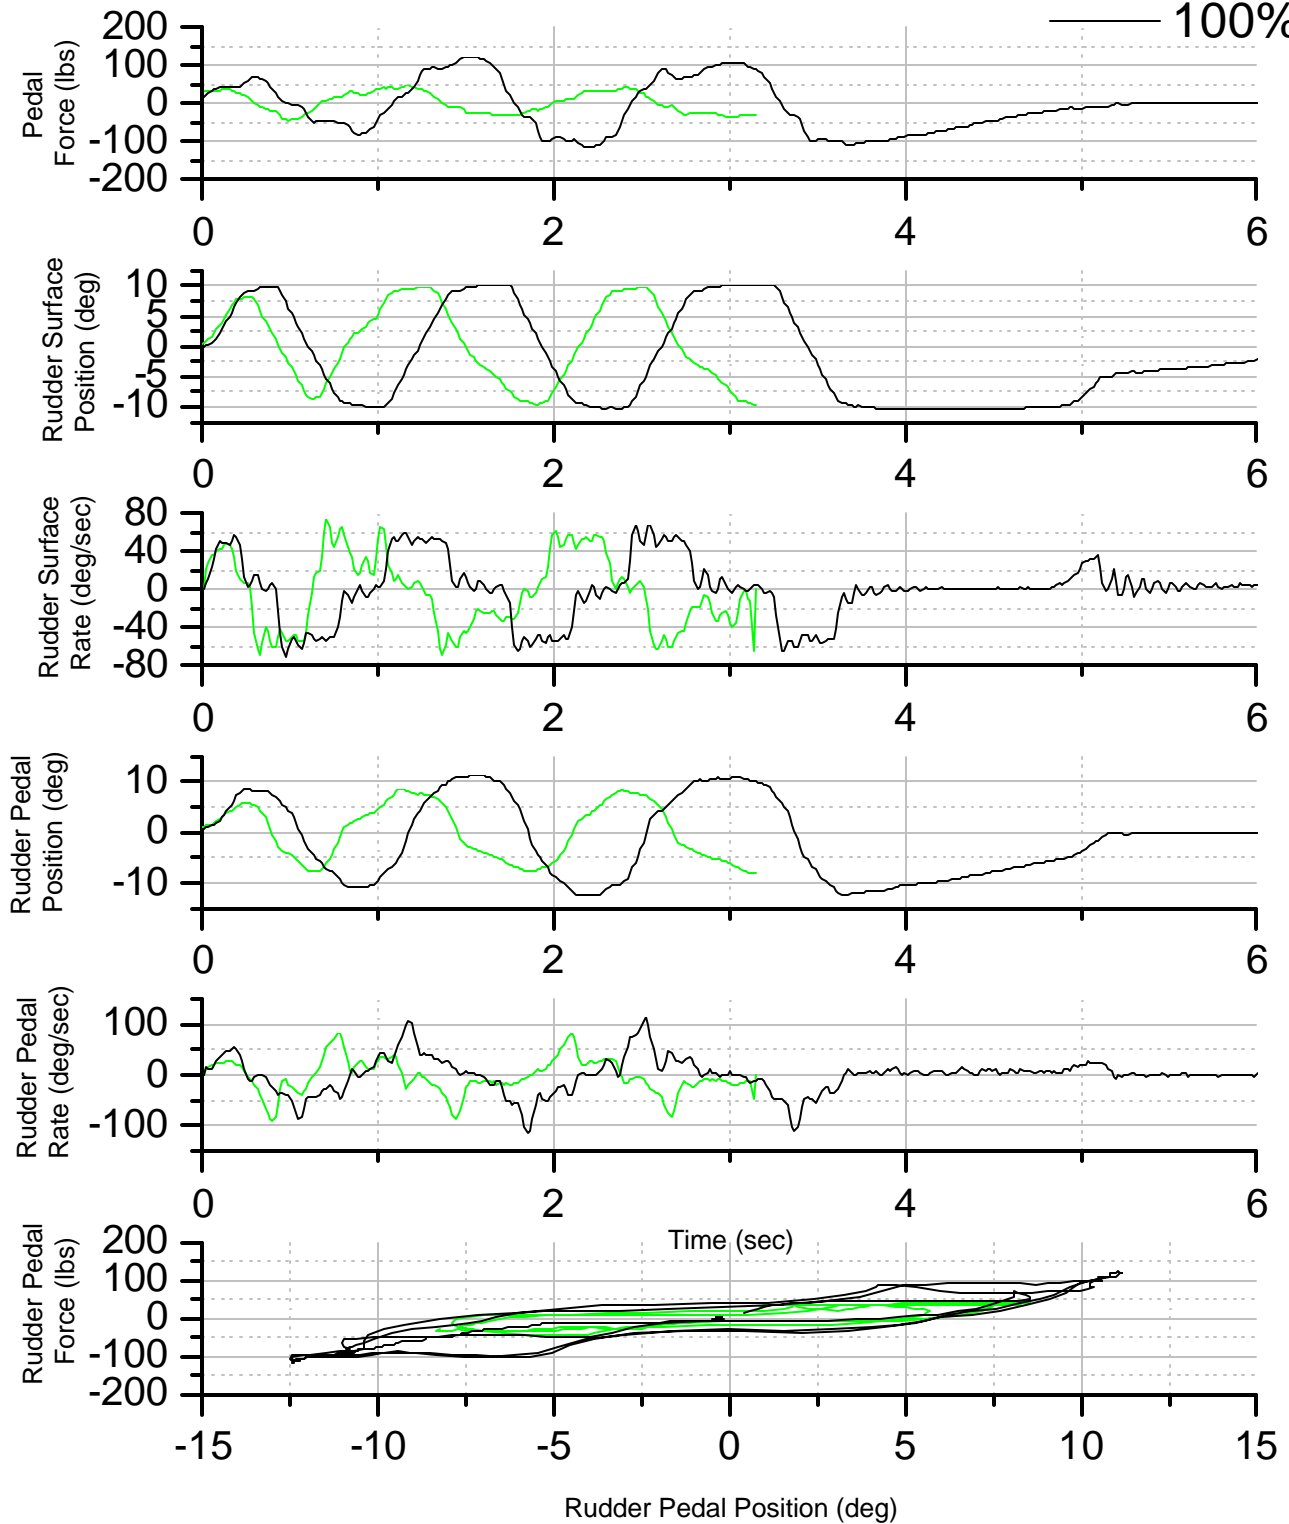 100%
Pedal
Force (lbs)
200
100
0
-100
-200
0 2 4 6
Rudder Surface
Position (deg)
10
5
0
-5
-10
0 2 4 6
Rudder Surface
Rate (deg/sec)
80
40
0
-40
-80
0 2 4 6
Rudder Pedal
Position (deg)
10
0
-10
0 2 4 6
Rudder Pedal
Rate (deg/sec)
100
0
-100
0 2 4 6
Time (sec)
Rudder Pedal
Force (lbs)
200
100
0
-100
-200
-15 -10 -5 0 5 10 15
Rudder Pedal Position (deg)